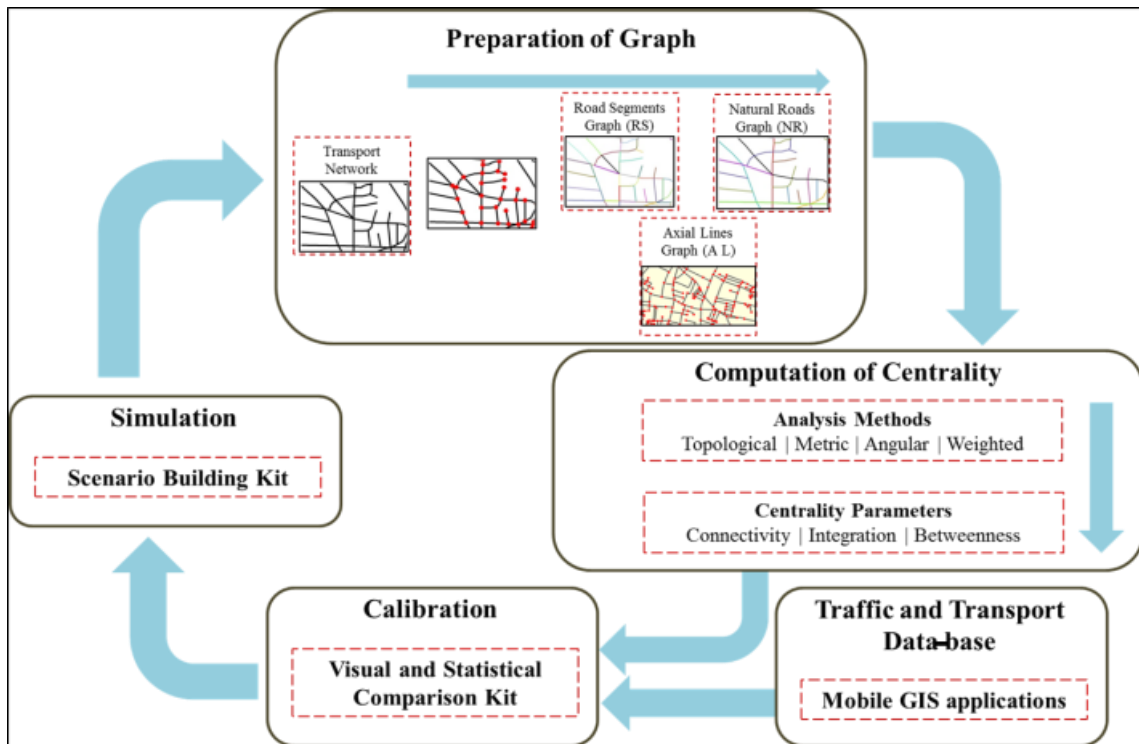 Preparation of Graph
Transport
Network
Road Segments
Graph (RS)
Natural Roads
Graph (NR)
Axial Lines
Graph (A L)
Computation of Centrality
Analysis Methods
Topological | Metric | Angular | Weighted
Centrality Parameters
Connectivity | Integration | Betweenness
Simulation
Scenario Building Kit
Calibration
Visual and Statistical
Comparison Kit
Traffic and Transport
Data-base
Mobile GIS applications